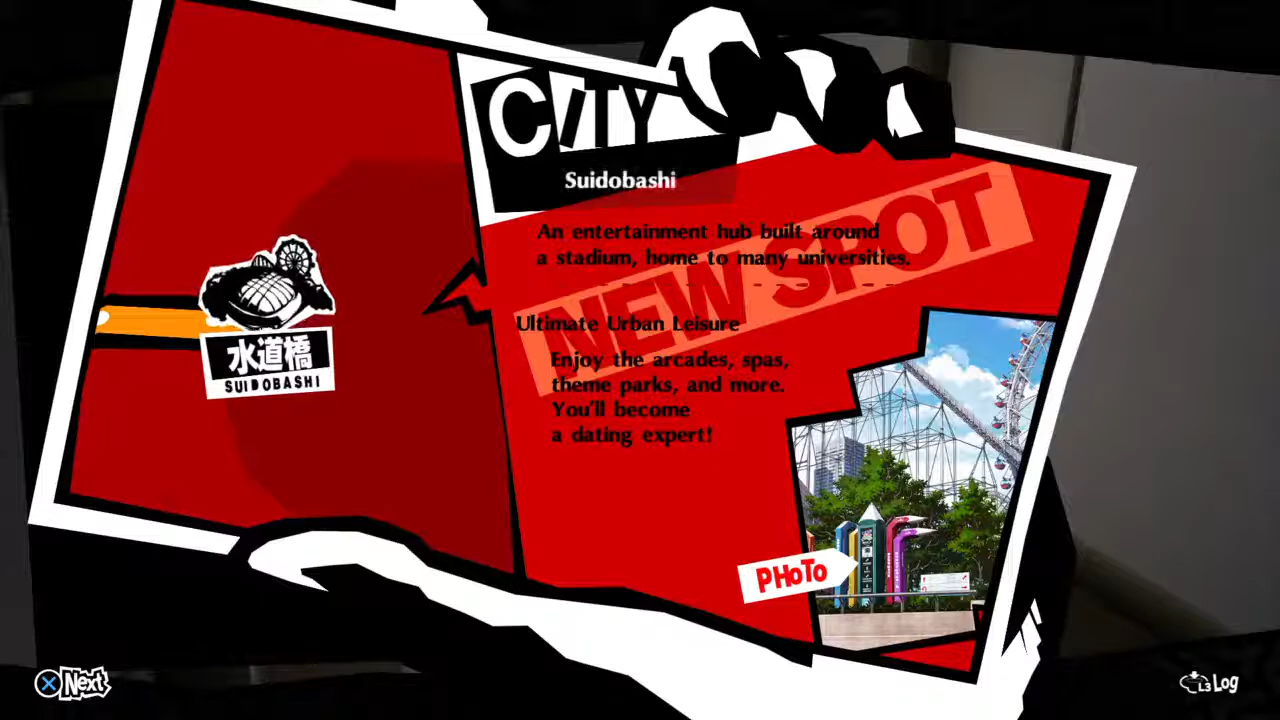 CITY
Suidobashi
NEW SPOT
An entertainment hub built around
a stadium, home to many universities.
Ultimate Urban Leisure
Enjoy the arcades, spas,
theme parks, and more.
You'll become
a dating expert!
水道橋
SUIDOBASHI
PHoTo
Next
L3 Log